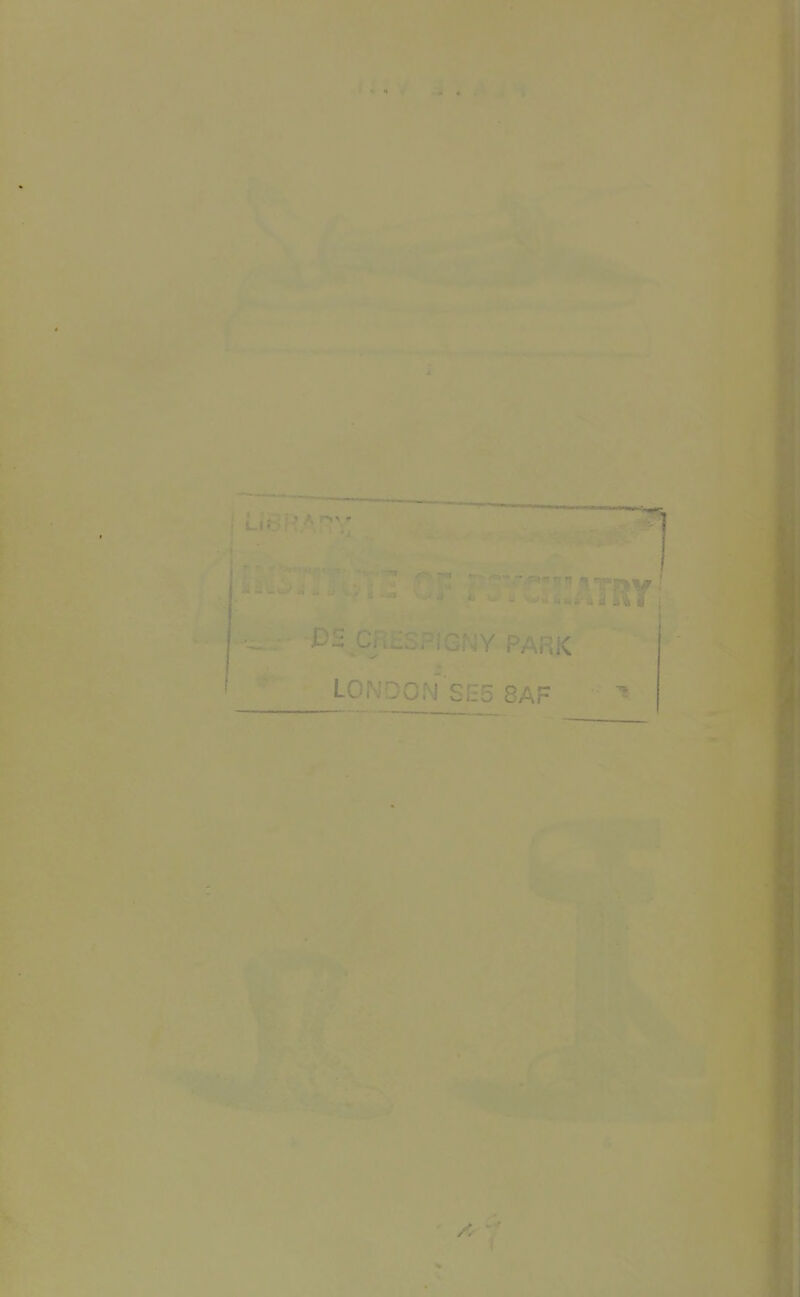 LIBRARY
INSTITUTE OF PSYCHIATRY
DE CRESPIGNY PARK
LONDON SE5 8AF